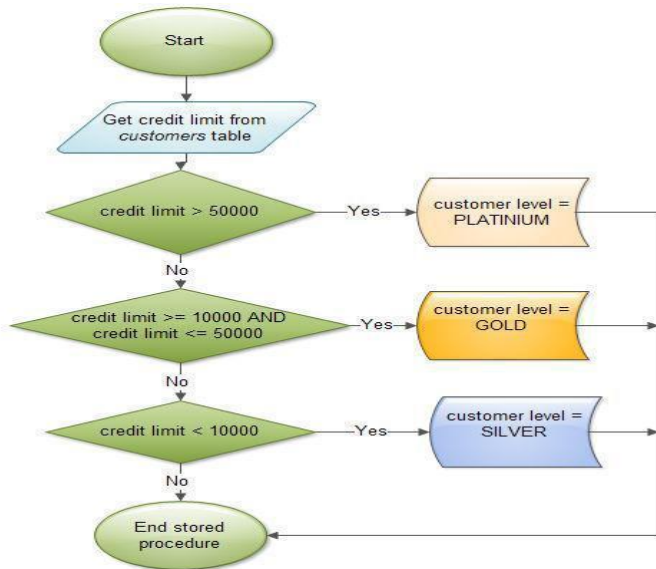 Start
Get credit limit from
customers table
credit limit > 50000
Yes
customer level =
PLATINIUM
No
credit limit >= 10000 AND
credit limit <= 50000
Yes
customer level =
GOLD
No
credit limit < 10000
Yes
customer level =
SILVER
No
End stored
procedure